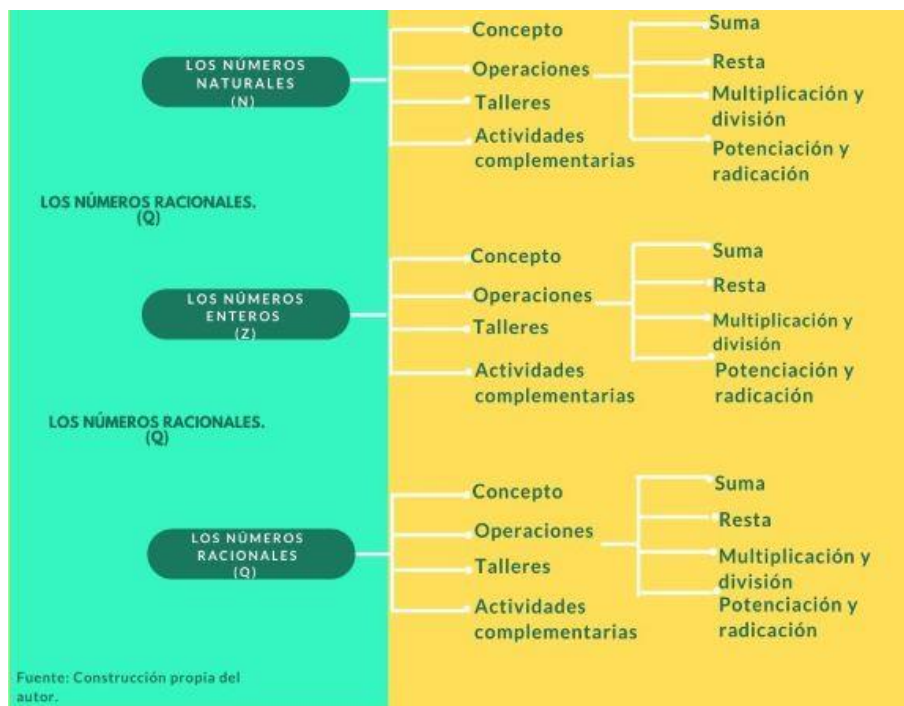 LOS NÚMEROS
NATURALES
(N)
Concepto
Operaciones
Talleres
Actividades
complementarias
Suma
Resta
Multiplicación y
división
Potenciación y
radicación
LOS NÚMEROS RACIONALES.
(Q)
LOS NÚMEROS
ENTEROS
(Z)
Concepto
Operaciones
Talleres
Actividades
complementarias
Suma
Resta
Multiplicación y
división
Potenciación y
radicación
LOS NÚMEROS RACIONALES.
(Q)
LOS NÚMEROS
RACIONALES
(Q)
Concepto
Operaciones
Talleres
Actividades
complementarias
Suma
Resta
Multiplicación y
división
Potenciación y
radicación
Fuente: Construcción propia del
autor.